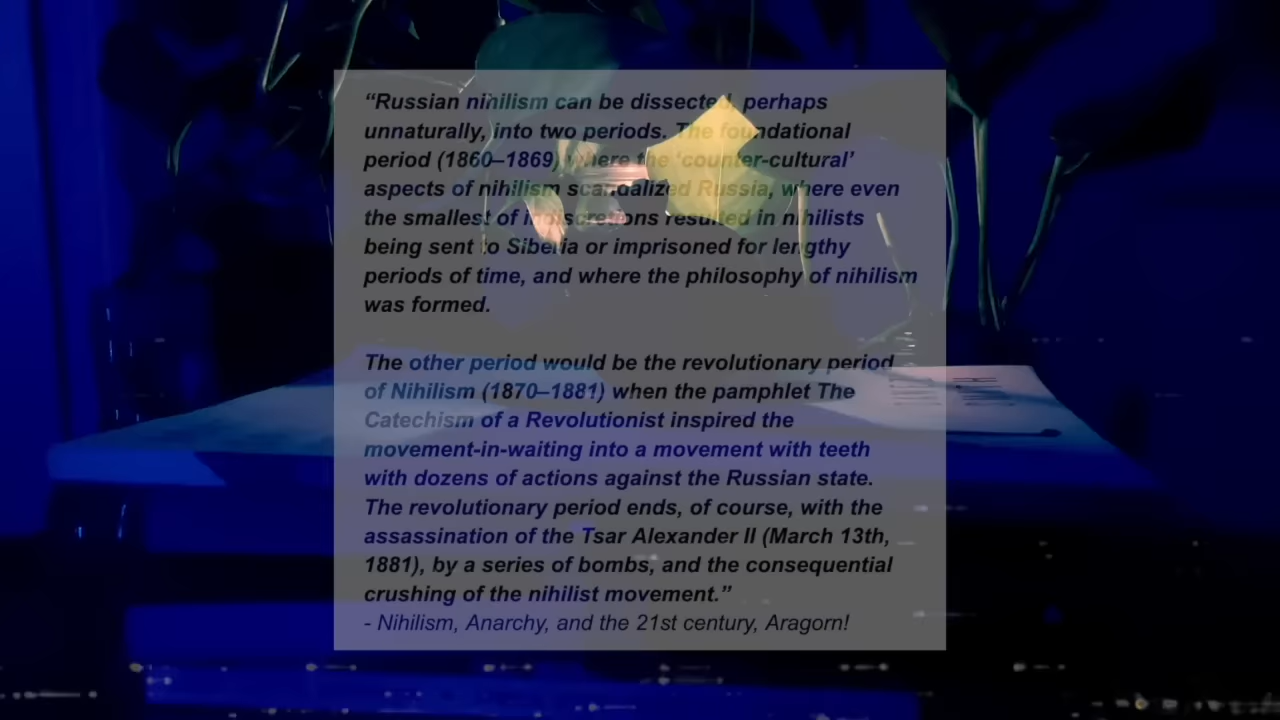 “Russian nihilism can be dissected, perhaps
unnaturally, into two periods. The foundational
period (1860–1869) where the ‘counter-cultural’
aspects of nihilism scandalized Russia, where even
the smallest of indiscretions resulted in nihilists
being sent to Siberia or imprisoned for lengthy
periods of time, and where the philosophy of nihilism
was formed.
The other period would be the revolutionary period
of Nihilism (1870–1881) when the pamphlet The
Catechism of a Revolutionist inspired the
movement-in-waiting into a movement with teeth
with dozens of actions against the Russian state.
The revolutionary period ends, of course, with the
assassination of the Tsar Alexander II (March 13th,
1881), by a series of bombs, and the consequential
crushing of the nihilist movement.”
- Nihilism, Anarchy, and the 21st century, Aragorn!